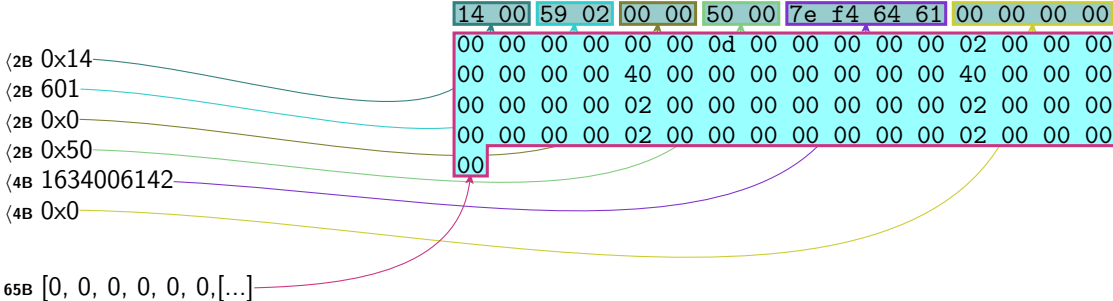 14 00 59 02 00 00 50 00 7e f4 64 61 00 00 00 00
00 00 00 00 00 00 0d 00 00 00 00 00 02 00 00 00
00 00 00 00 40 00 00 00 00 00 00 00 40 00 00 00
00 00 00 00 02 00 00 00 00 00 00 00 02 00 00 00
00 00 00 00 02 00 00 00 00 00 00 00 02 00 00 00
00
⟨2B 0x14
⟨2B 601
⟨2B 0x0
⟨2B 0x50
⟨4B 1634006142
⟨4B 0x0
65B [0, 0, 0, 0, 0, 0,[...]